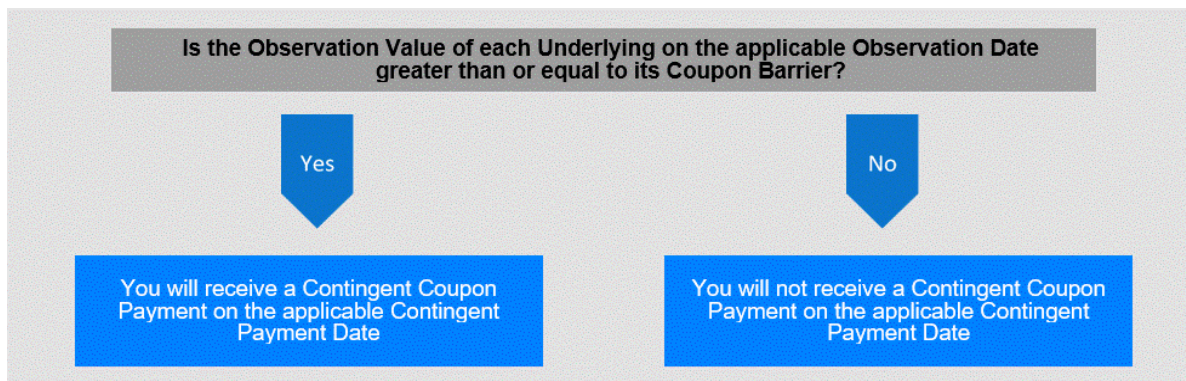 Is the Observation Value of each Underlying on the applicable Observation Date
greater than or equal to its Coupon Barrier?
Yes
No
You will receive a Contingent Coupon
Payment on the applicable Contingent
Payment Date
You will not receive a Contingent Coupon
Payment on the applicable Contingent
Payment Date